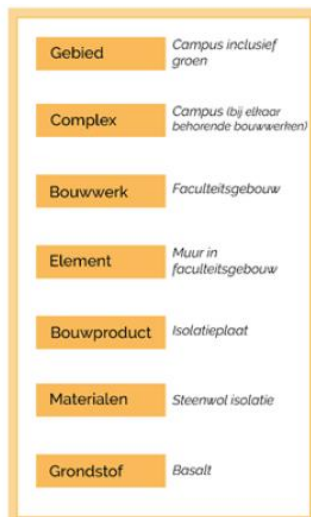 Gebied
Campus inclusief
groen
Complex
Campus (bij elkaar
behorende bouwwerken)
Bouwwerk
Faculteitsgebouw
Element
Muur in
faculteitsgebouw
Bouwproduct
Isolatieplaat
Materialen
Steenwol isolatie
Grondstof
Basalt